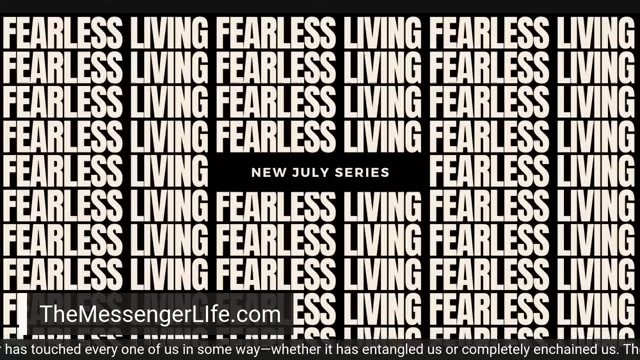 FEARLESS LIVING FEARLESS LIVING FEARLESS LIVING
FEARLESS LIVING FEARLESS LIVING FEARLESS LIVING
FEARLESS LIVING FEARLESS LIVING FEARLESS LIVING
FEARLESS LIVING FEARLESS LIVING FEARLESS LIVING
FEARLESS LIVING NEW JULY SERIES FEARLESS LIVING
FEARLESS LIVING FEARLESS LIVING FEARLESS LIVING
FEARLESS LIVING FEARLESS LIVING FEARLESS LIVING
FEARLESS LIVING FEARLESS LIVING FEARLESS LIVING
LIVING FEARLESS LIVING
TheMessengerLIfe.com
has touched every one of us in some way—whether it has entangled us or completely enchained us.